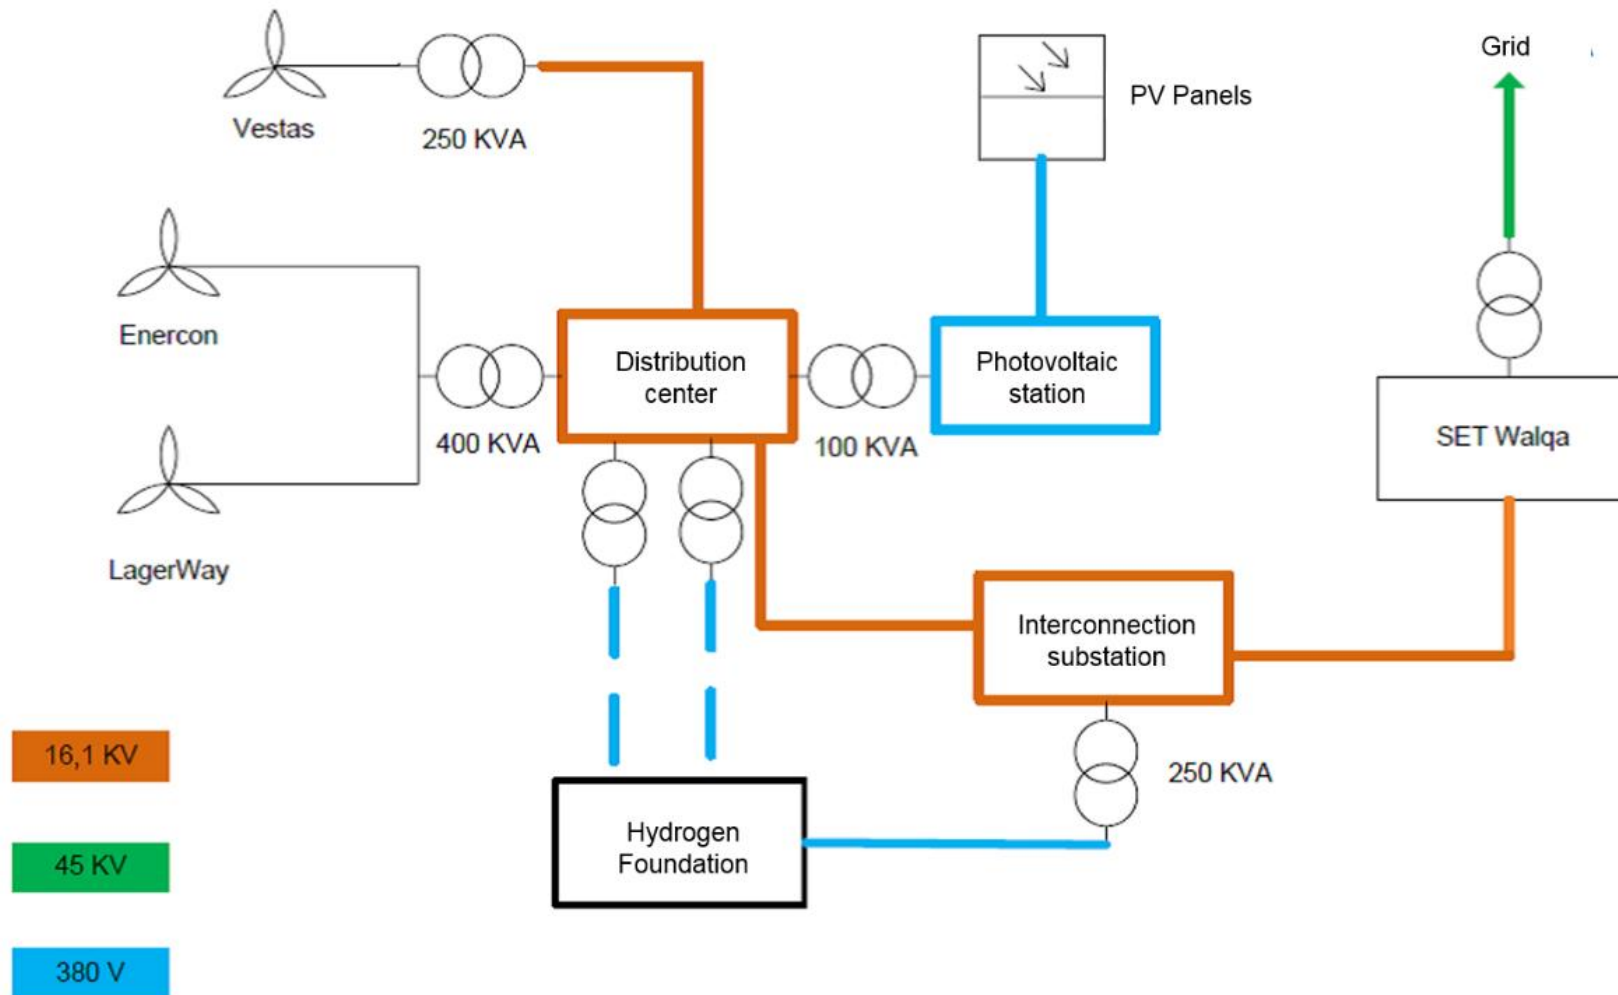 Grid
PV Panels
Vestas
250 KVA
Enercon
Distribution
center
Photovoltaic
station
400 KVA
100 KVA
SET Walqa
LagerWay
Interconnection
substation
16,1 KV
250 KVA
Hydrogen
Foundation
45 KV
380 V